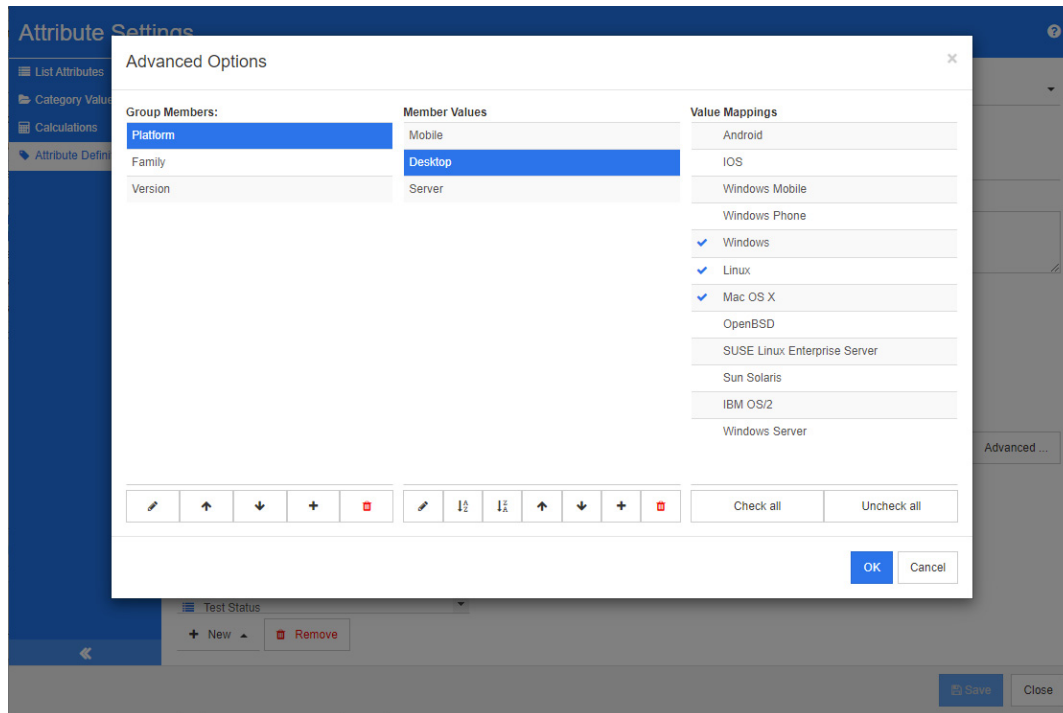 Attribute Settings
List Attributes
Category Value
Calculations
Attribute Defini
Advanced Options
Group Members:
Platform
Family
Version
Member Values
Mobile
Desktop
Server
Value Mappings
Android
IOS
Windows Mobile
Windows Phone
Windows
Linux
Mac OS X
OpenBSD
SUSE Linux Enterprise Server
Sun Solaris
IBM OS/2
Windows Server
Check all
Uncheck all
OK
Cancel
Advanced ...
Test Status
New
Remove
Save
Close